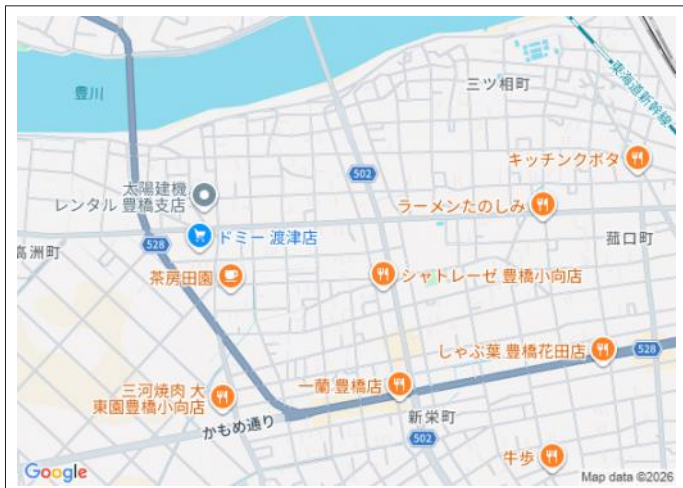 豊川
三ツ相町
東海道新幹線
キッチンクボタ
502
太陽建機
レンタル 豊橋支店
ラーメンたのしみ
ドミー 渡津店
菰口町
528
高洲町
茶房田園
シャトレーゼ 豊橋小向店
しゃぶ葉 豊橋花田店
528
三河焼肉 大
東園豊橋小向店
一蘭 豊橋店
かもめ通り
新栄町
502
牛歩
Google
Map data ©2026